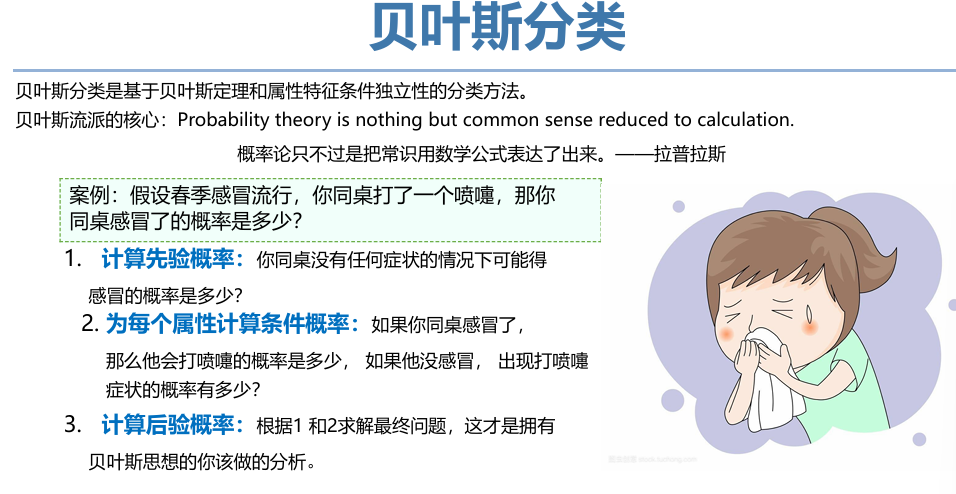 贝叶斯分类
贝叶斯分类是基于贝叶斯定理和属性特征条件独立性的分类方法。
贝叶斯流派的核心：Probability theory is nothing but common sense reduced to calculation.
概率论只不过是把常识用数学公式表达了出来。——拉普拉斯
案例：假设春季感冒流行，你同桌打了一个喷嚏，那你
同桌感冒了的概率是多少？
1. 计算先验概率：你同桌没有任何症状的情况下可能得
感冒的概率是多少？
2. 为每个属性计算条件概率：如果你同桌感冒了，
那么他会打喷嚏的概率是多少， 如果他没感冒， 出现打喷嚏
症状的概率有多少？
3. 计算后验概率：根据1 和2求解最终问题，这才是拥有
贝叶斯思想的你该做的分析。